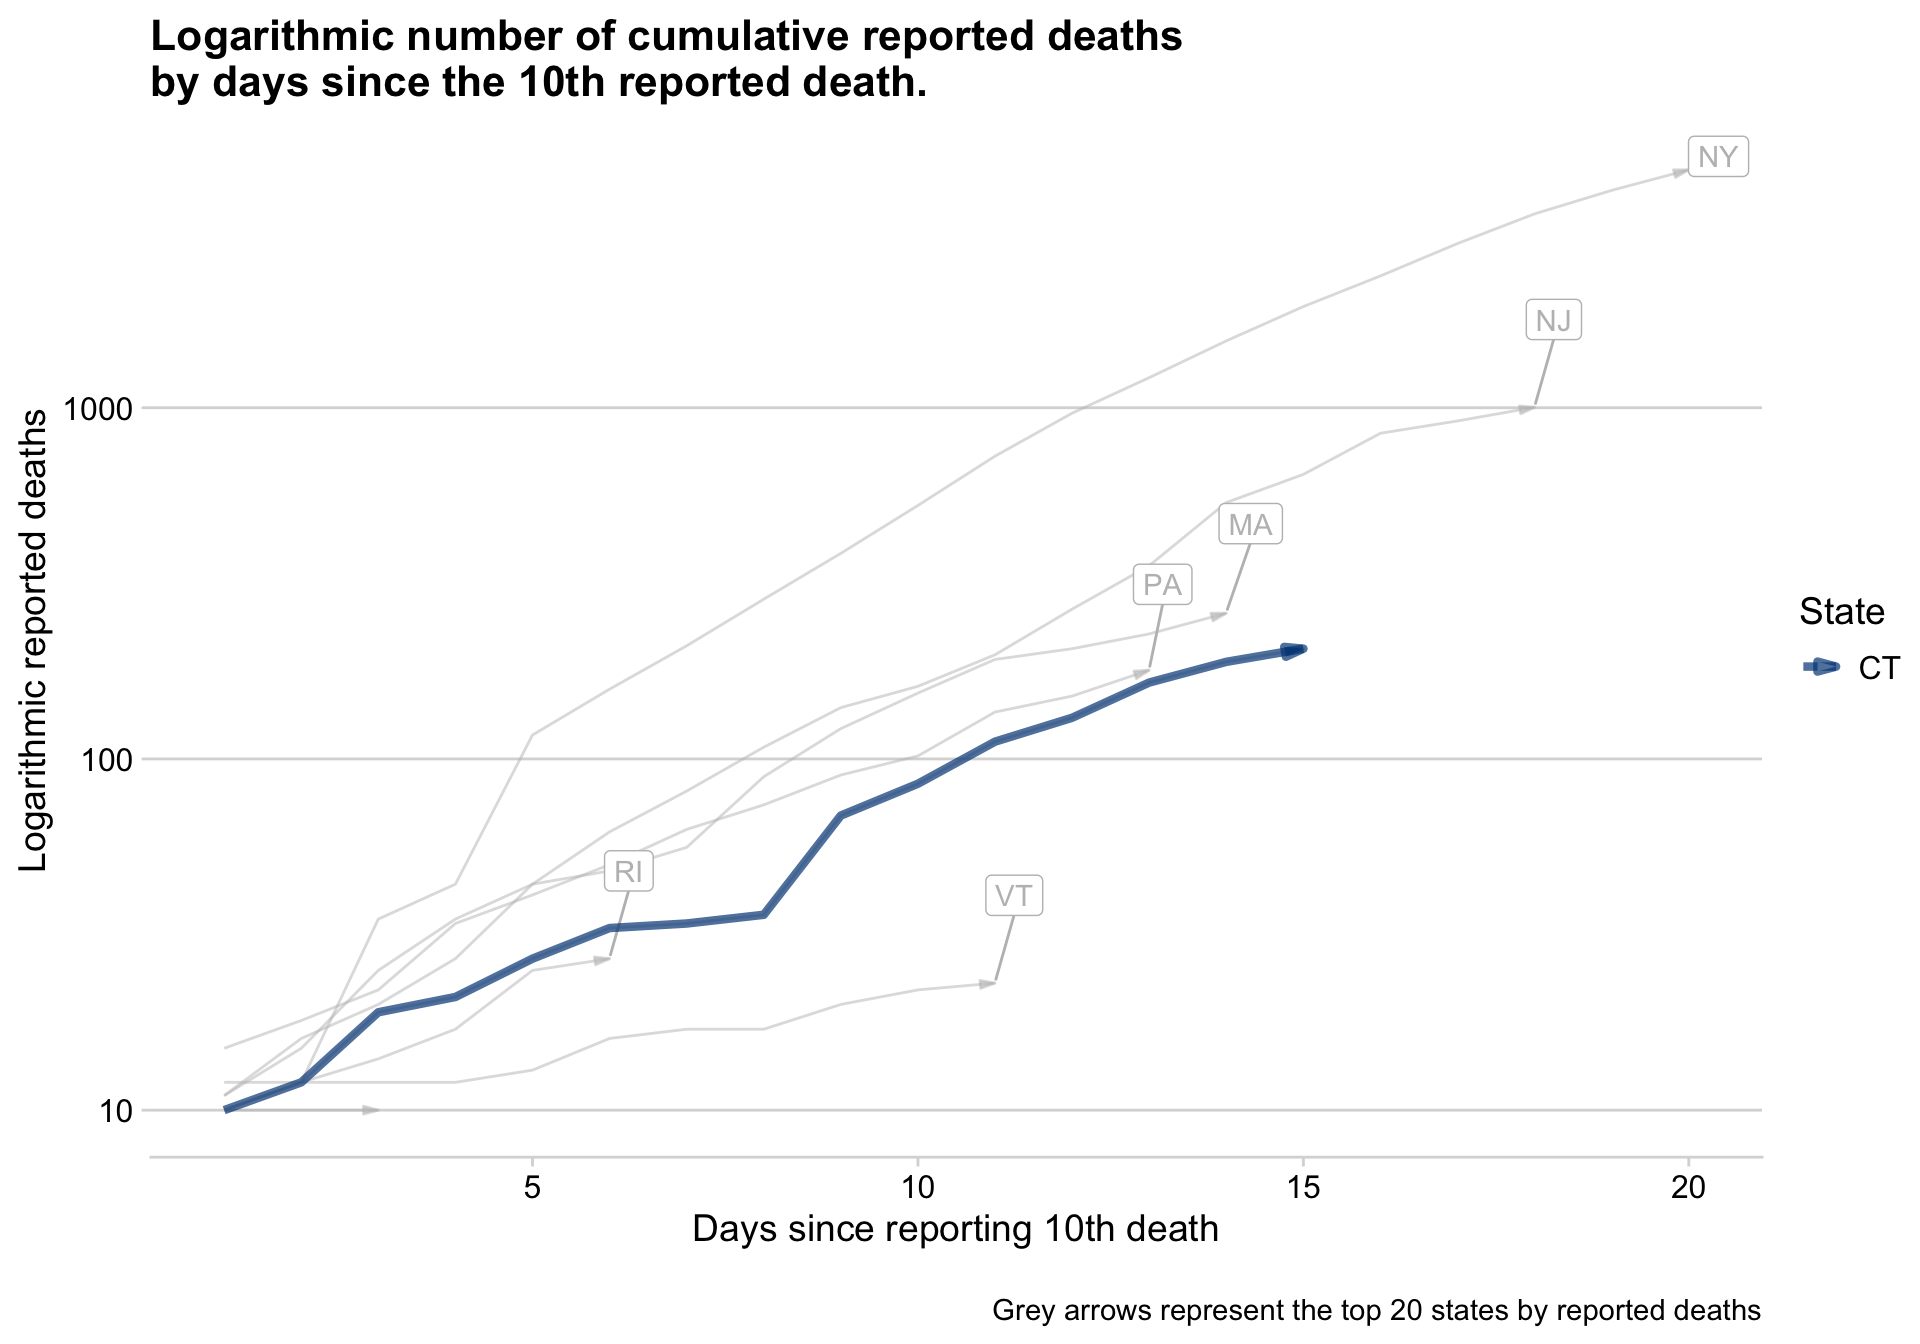 Logarithmic number of cumulative reported deaths
by days since the 10th reported death.
NY
NJ
1000
MA
PA
Logarithmic reported deaths
State
CT
100
RI
VT
10
5 10 15 20
Days since reporting 10th death
Grey arrows represent the top 20 states by reported deaths